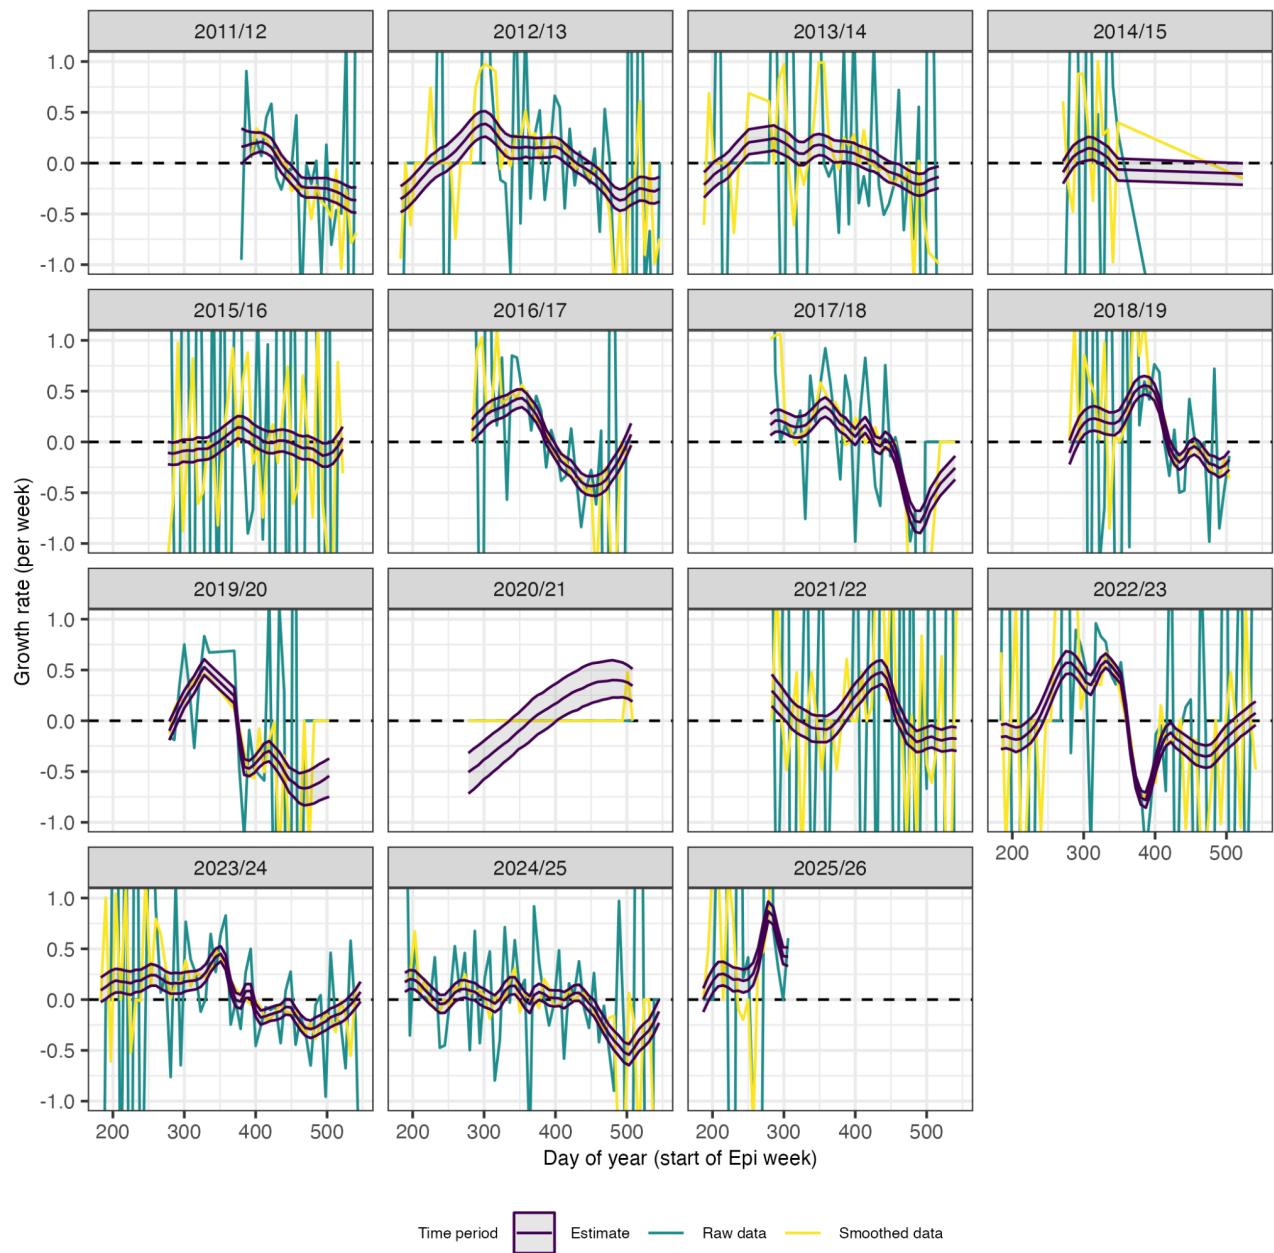 2011/12 2012/13 2013/14 2014/15
1.0
0.5
0.0
-0.5
-1.0
2015/16 2016/17 2017/18 2018/19
1.0
0.5
0.0
-0.5
-1.0
Growth rate (per week)
2019/20 2020/21 2021/22 2022/23
1.0
0.5
0.0
-0.5
-1.0
200 300 400 500
2023/24 2024/25 2025/26
1.0
0.5
0.0
-0.5
-1.0
200 300 400 500 200 300 400 500 200 300 400 500
Day of year (start of Epi week)
Time period Estimate Raw data Smoothed data